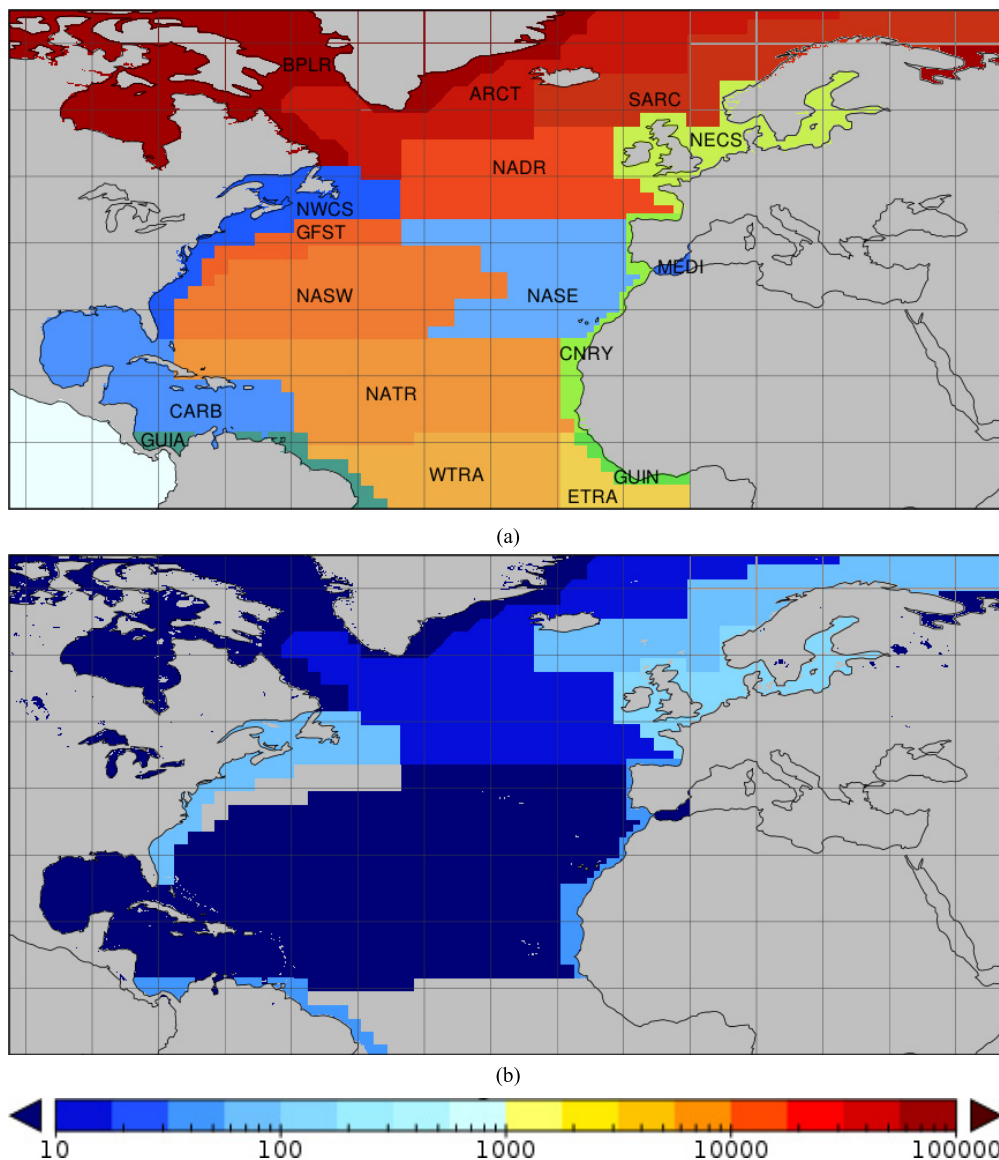 BPLR
ARCT
SARC
NECS
NADR
NWCS
GFST
MEDI
NASW
NASE
CNRY
NATR
CARB
GUIA
WTRA
GUIN
ETRA
(a)
(b)
10 100 1000 10000 100000